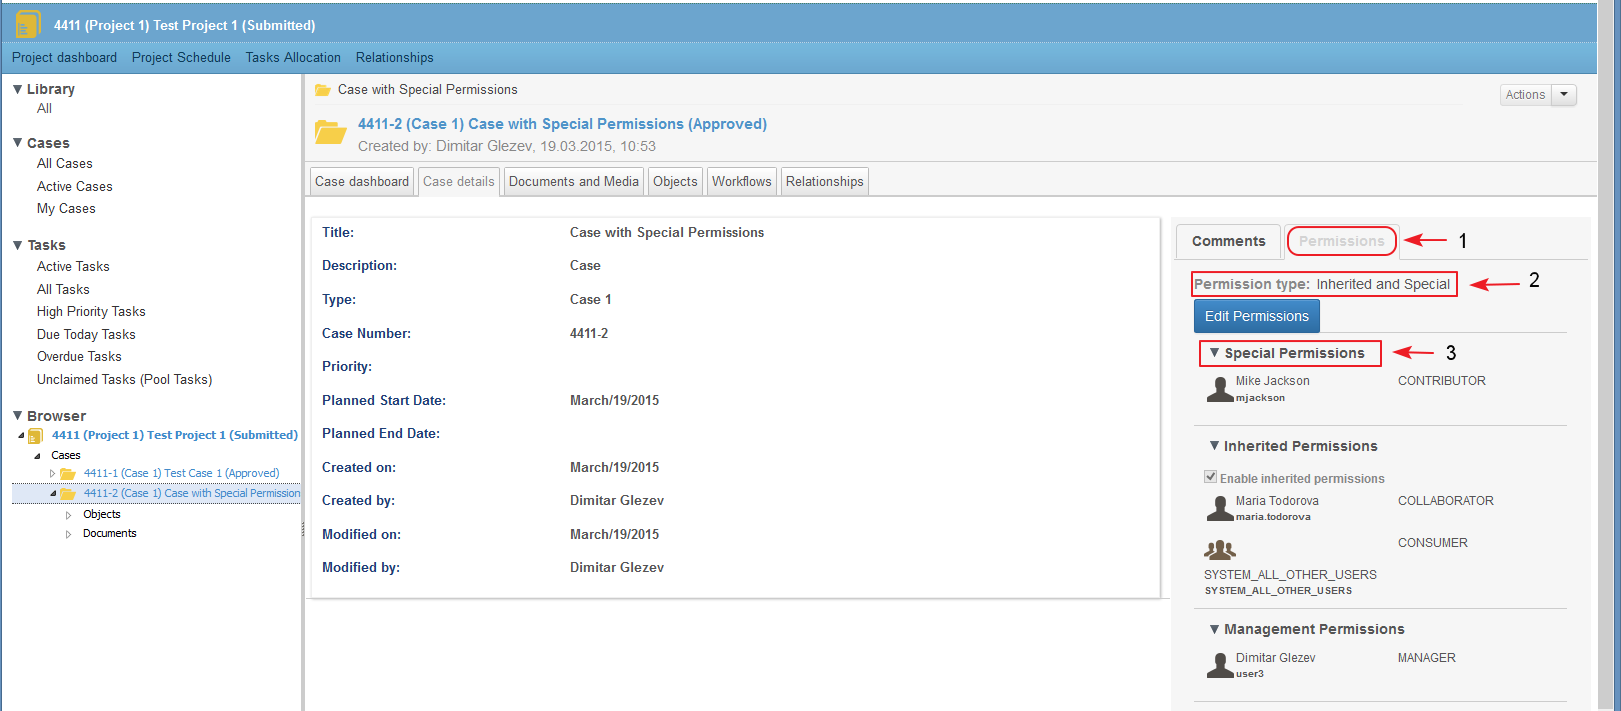 4411 (Project 1) Test Project 1 (Submitted)
Project dashboard Project Schedule Tasks Allocation Relationships
Library
All
Cases
All Cases
Active Cases
My Cases
Tasks
Active Tasks
All Tasks
High Priority Tasks
Due Today Tasks
Overdue Tasks
Unclaimed Tasks (Pool Tasks)
Browser
4411 (Project 1) Test Project 1 (Submitted)
Cases
4411-1 (Case 1) Test Case 1 (Approved)
4411-2 (Case 1) Case with Special Permission
Objects
Documents
Case with Special Permissions
Actions
4411-2 (Case 1) Case with Special Permissions (Approved)
Created by: Dimitar Glezev, 19.03.2015, 10:53
Case dashboard Case details Documents and Media Objects Workflows Relationships
Title: Case with Special Permissions
Description: Case
Type: Case 1
Case Number: 4411-2
Priority:
Planned Start Date: March/19/2015
Planned End Date:
Created on: March/19/2015
Created by: Dimitar Glezev
Modified on: March/19/2015
Modified by: Dimitar Glezev
Comments Permissions 1
Permission type: Inherited and Special 2
Edit Permissions
Special Permissions 3
Mike Jackson CONTRIBUTOR
mjackson
Inherited Permissions
Enable inherited permissions
Maria Todorova COLLABORATOR
maria.todorova
CONSUMER
SYSTEM_ALL_OTHER_USERS
SYSTEM_ALL_OTHER_USERS
Management Permissions
Dimitar Glezev MANAGER
user3